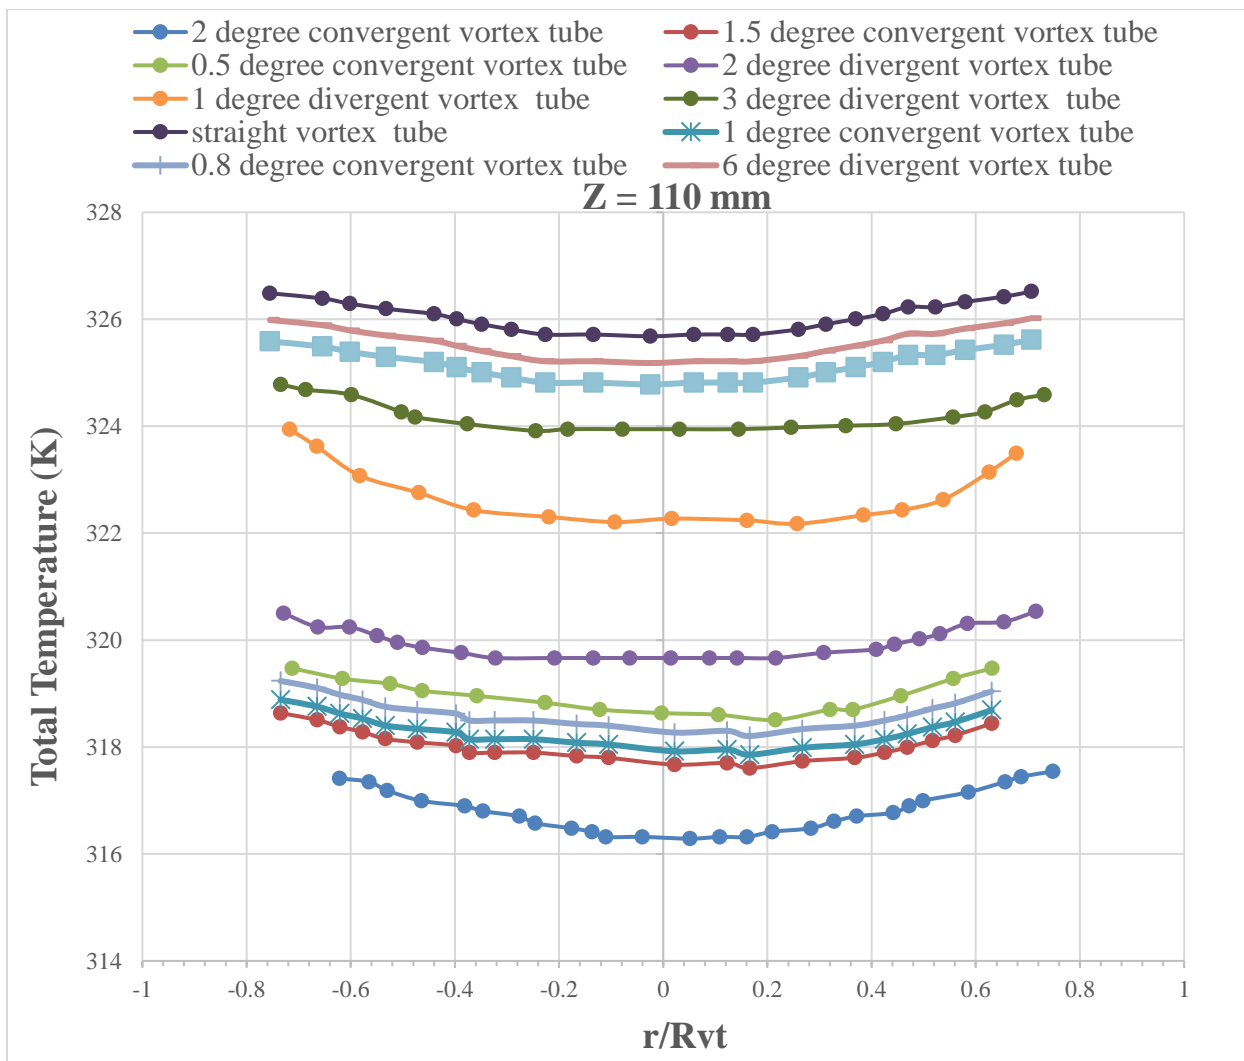 2 degree convergent vortex tube
1.5 degree convergent vortex tube
0.5 degree convergent vortex tube
2 degree divergent vortex tube
1 degree divergent vortex  tube
3 degree divergent vortex  tube
straight vortex  tube
1 degree convergent vortex tube
0.8 degree convergent vortex tube
6 degree divergent vortex tube
Z = 110 mm
328
326
324
322
320
318
316
314
Total Temperature (K)
-1 -0.8 -0.6 -0.4 -0.2 0 0.2 0.4 0.6 0.8 1
r/Rvt